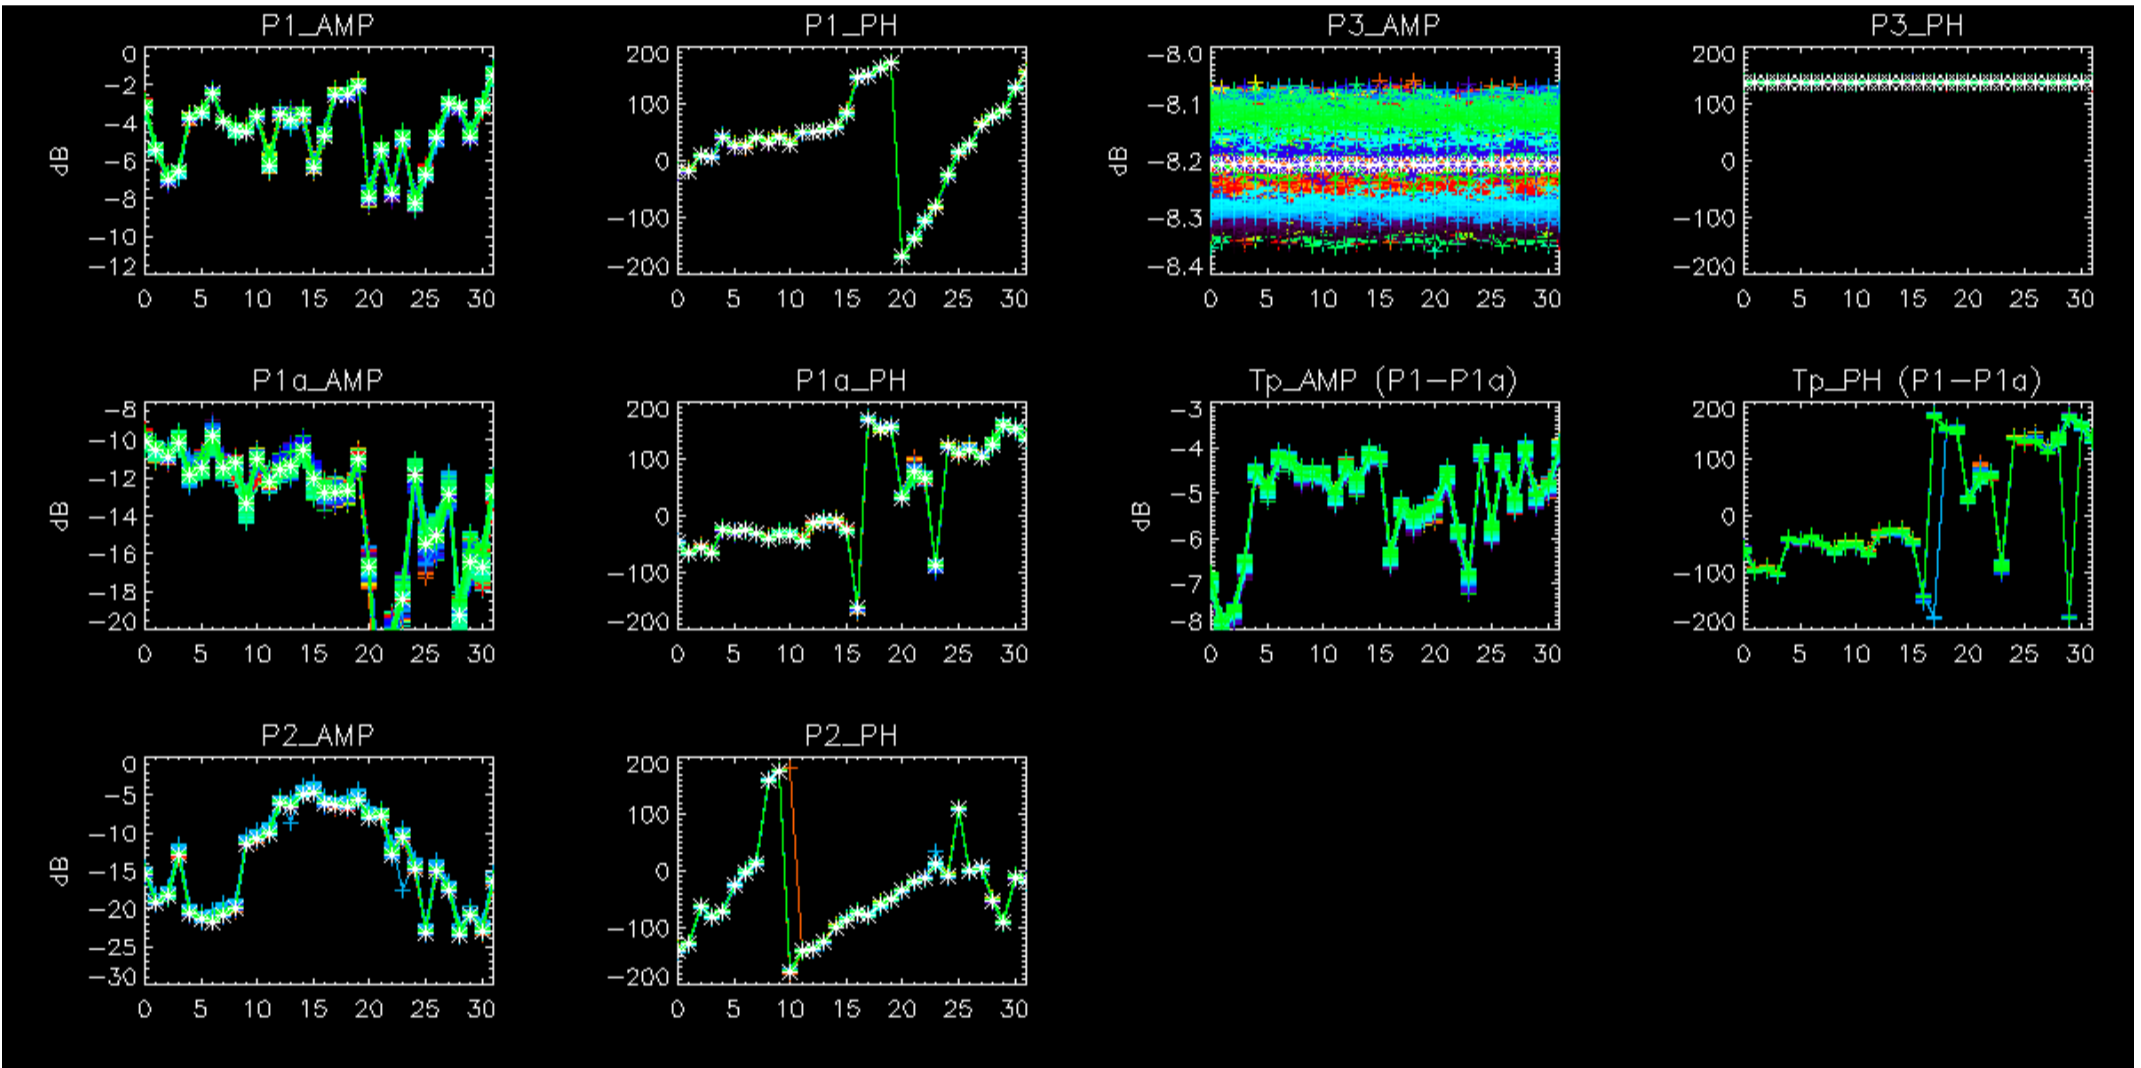 P1_AMP
0
−2
−4
−6
−8
−10
−12
dB
0 5 10 15 20 25 30
P1_PH
200
100
0
−100
−200
0 5 10 15 20 25 30
P3_AMP
−8.0
−8.1
−8.2
−8.3
−8.4
dB
0 5 10 15 20 25 30
P3_PH
200
100
0
−100
−200
0 5 10 15 20 25 30
P1a_AMP
−8
−10
−12
−14
−16
−18
−20
dB
0 5 10 15 20 25 30
P1a_PH
200
100
0
−100
−200
0 5 10 15 20 25 30
Tp_AMP (P1−P1a)
−3
−4
−5
−6
−7
−8
dB
0 5 10 15 20 25 30
Tp_PH (P1−P1a)
200
100
0
−100
−200
0 5 10 15 20 25 30
P2_AMP
0
−5
−10
−15
−20
−25
−30
dB
0 5 10 15 20 25 30
P2_PH
200
100
0
−100
−200
0 5 10 15 20 25 30